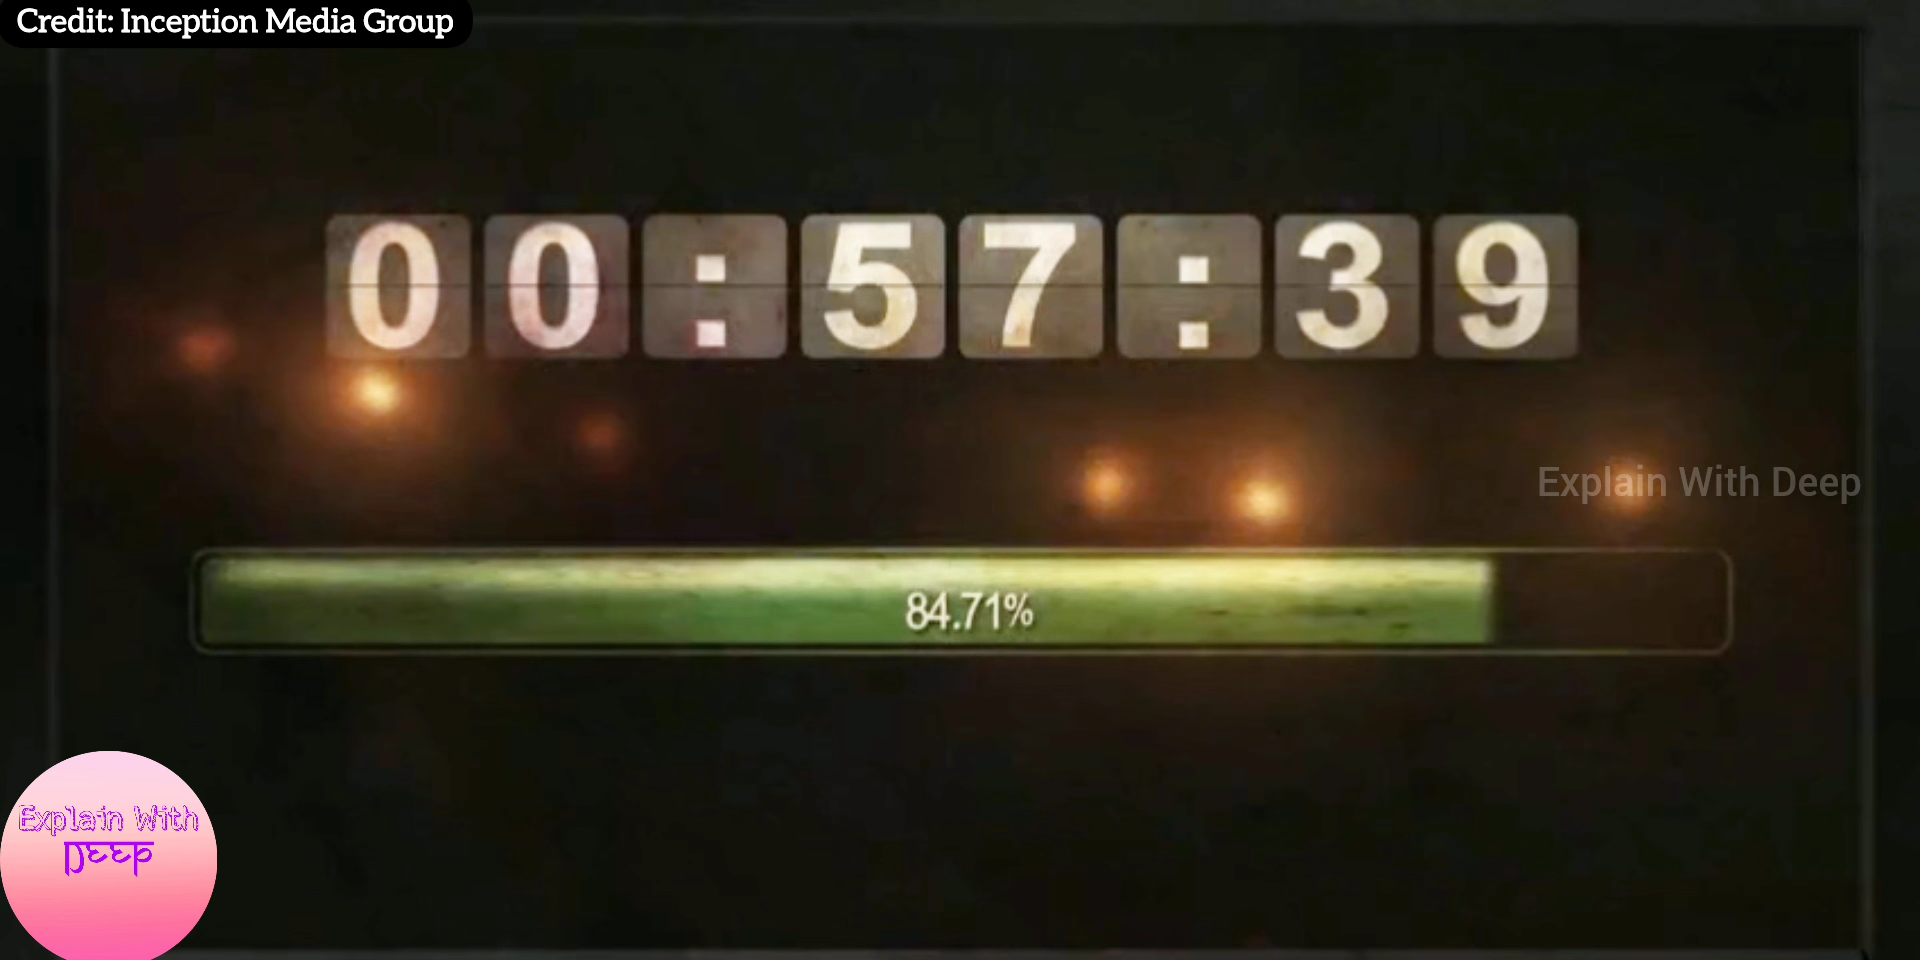 Credit: Inception Media Group
00:57:39
Explain With Deep
84.71%
Explain With
Deep